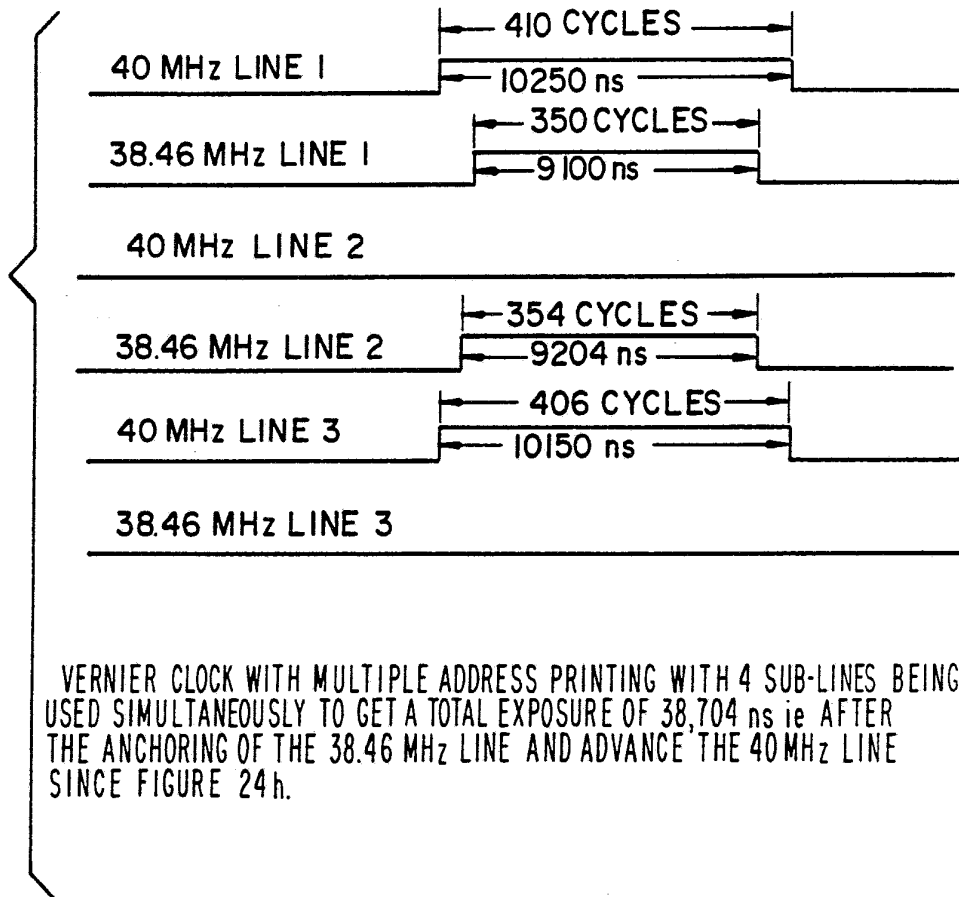 410 CYCLES
40 MHz LINE 1
10250 ns
350 CYCLES
38.46 MHz LINE 1
9100 ns
40 MHz LINE 2
354 CYCLES
38.46 MHz LINE 2
9204 ns
406 CYCLES
40 MHz LINE 3
10150 ns
38.46 MHz LINE 3
VERNIER CLOCK WITH MULTIPLE ADDRESS PRINTING WITH 4 SUB-LINES BEING
USED SIMULTANEOUSLY TO GET A TOTAL EXPOSURE OF 38,704 ns ie AFTER
THE ANCHORING OF THE 38.46 MHz LINE AND ADVANCE THE 40 MHz LINE
SINCE FIGURE 24h.